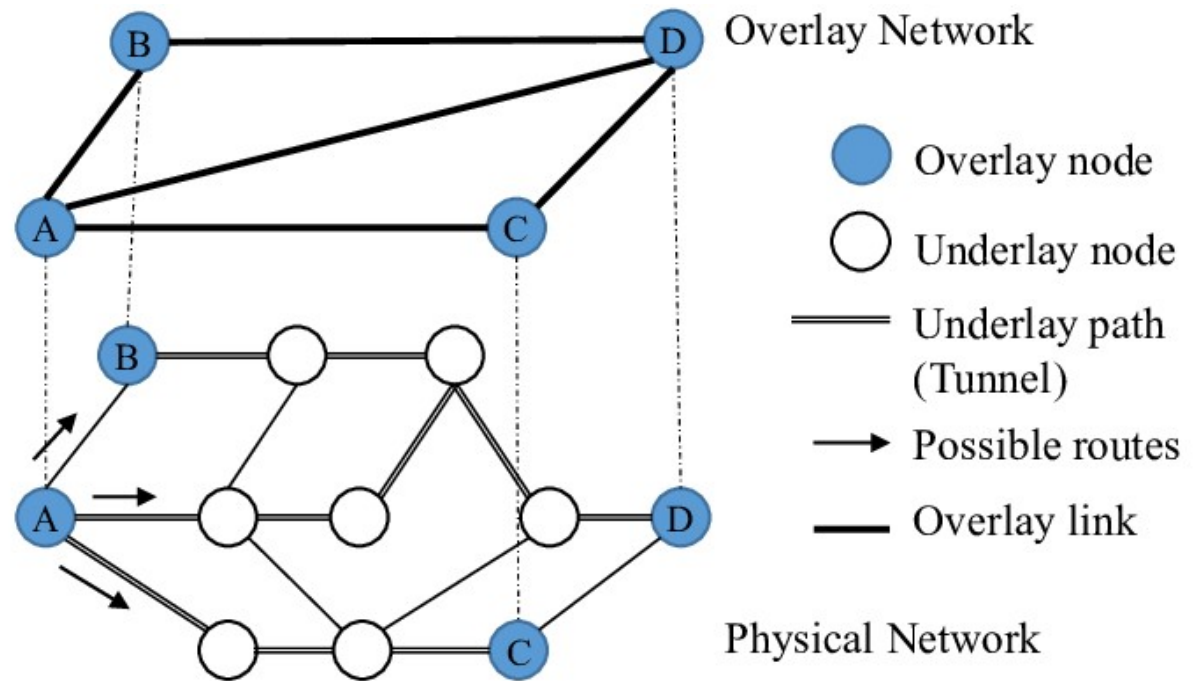 B
D
Overlay Network
Overlay node
A
C
Underlay node
Underlay path
(Tunnel)
B
Possible routes
A
D
Overlay link
C
Physical Network